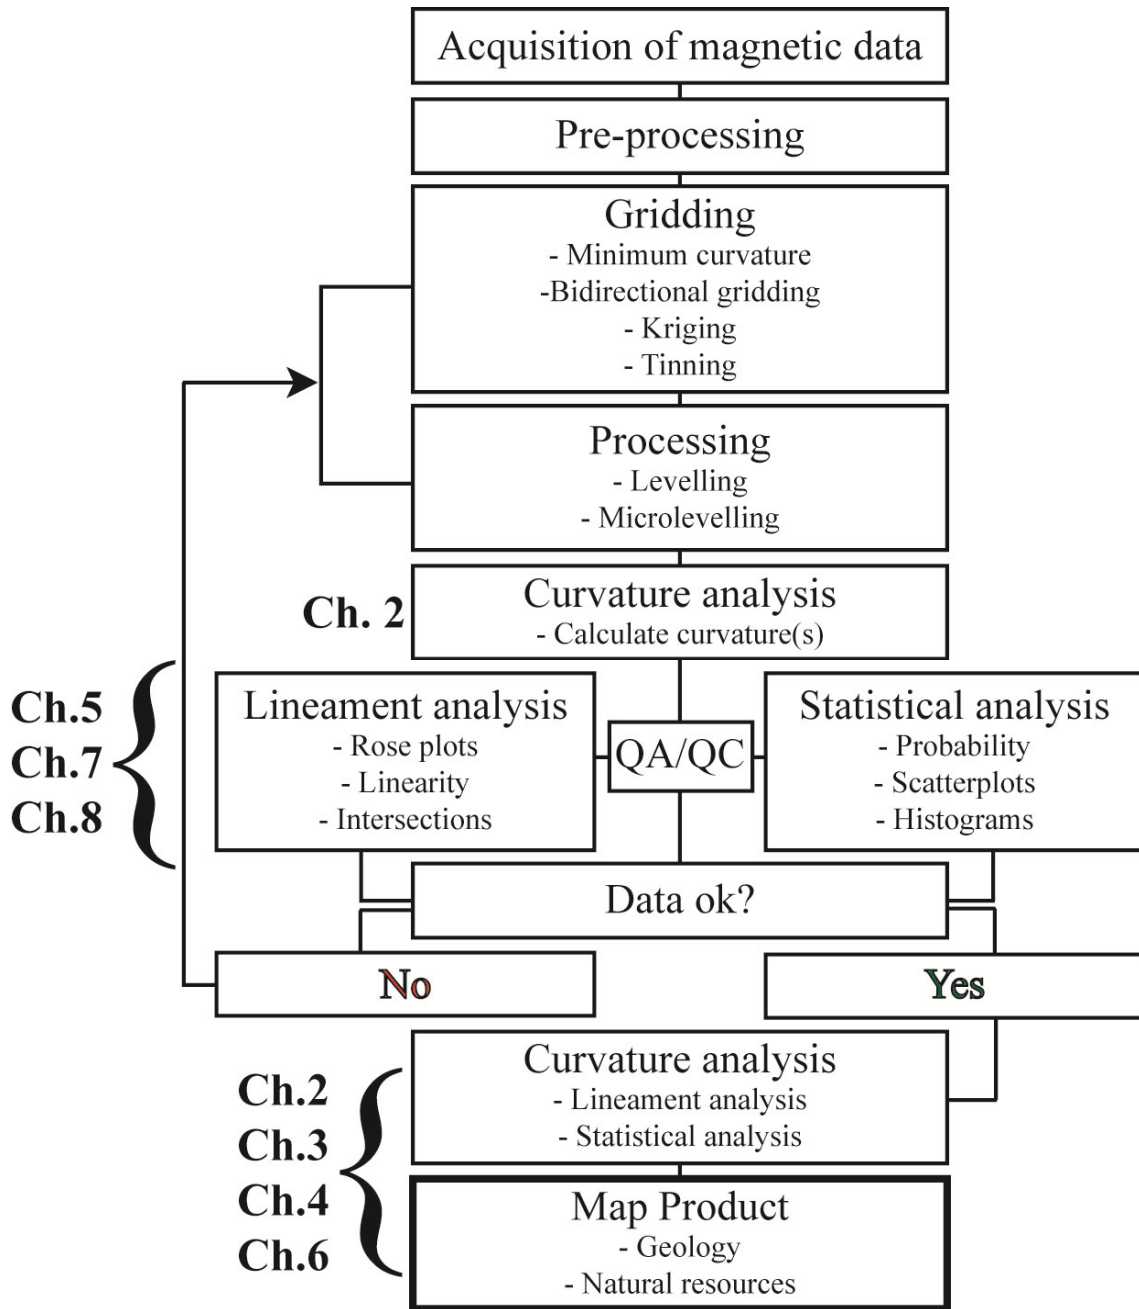 Acquisition of magnetic data
Pre-processing
Gridding
- Minimum curvature
-Bidirectional gridding
- Kriging
- Tinning
Processing
- Levelling
- Microlevelling
Ch. 2
Curvature analysis
- Calculate curvature(s)
Ch.5
Ch.7
Ch.8
Lineament analysis
- Rose plots
- Linearity
- Intersections
QA/QC
Statistical analysis
- Probability
- Scatterplots
- Histograms
Data ok?
No
Yes
Ch.2
Ch.3
Ch.4
Ch.6
Curvature analysis
- Lineament analysis
- Statistical analysis
Map Product
- Geology
- Natural resources